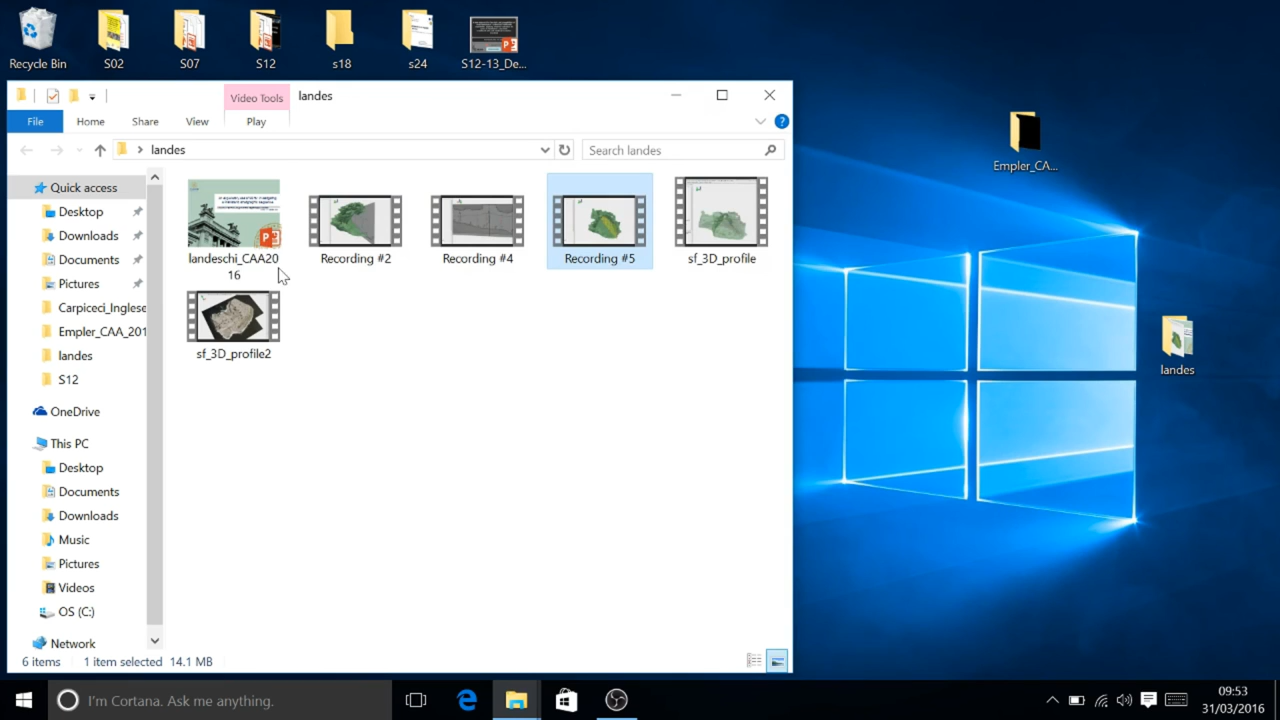 Recycle Bin
S02
S07
S12
s18
s24
S12-13_De...
Video Tools
landes
File
Home
Share
View
Play
landes
Search landes
Quick access
Desktop
Downloads
Documents
Pictures
Carpiceci_Inglese
Empler_CAA_201
landes
S12
OneDrive
This PC
Desktop
Documents
Downloads
Music
Pictures
Videos
OS (C:)
Network
landeschi_CAA20
16
Recording #2
Recording #4
Recording #5
sf_3D_profile
sf_3D_profile2
6 items
1 item selected
14.1 MB
Empler_CA...
landes
I'm Cortana. Ask me anything.
09:53
31/03/2016